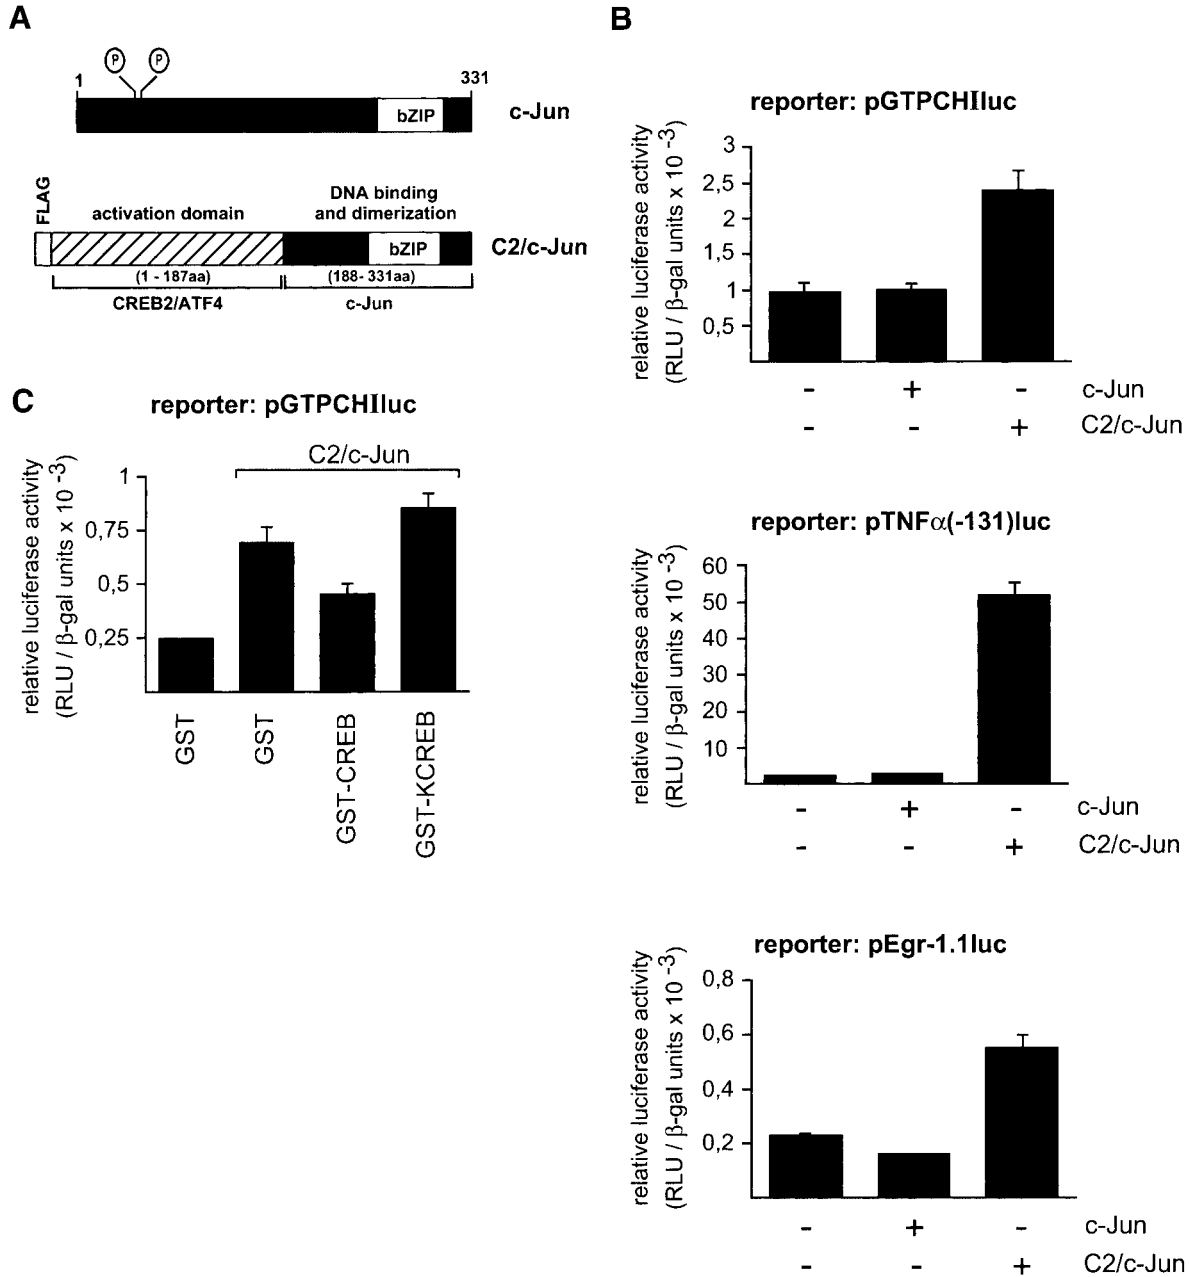 A
P P
1 331
bZIP c-Jun
FLAG
activation domain
DNA binding
and dimerization
bZIP C2/c-Jun
(1 - 187aa) (188- 331aa)
CREB2/ATF4 c-Jun
B
reporter: pGTPCHIluc
relative luciferase activity
(RLU / β-gal units x 10 -3)
3
2,5
2
1,5
1
0,5
- + - c-Jun
- - + C2/c-Jun
C
reporter: pGTPCHIluc
C2/c-Jun
relative luciferase activity
(RLU / β-gal units x 10 -3)
1
0,75
0,5
0,25
GST
GST
GST-CREB
GST-KCREB
reporter: pTNFα(-131)luc
relative luciferase activity
(RLU / β-gal units x 10 -3)
60
50
40
30
20
10
- + - c-Jun
- - + C2/c-Jun
reporter: pEgr-1.1luc
relative luciferase activity
(RLU / β-gal units x 10 -3)
0,8
0,6
0,4
0,2
- + - c-Jun
- - + C2/c-Jun